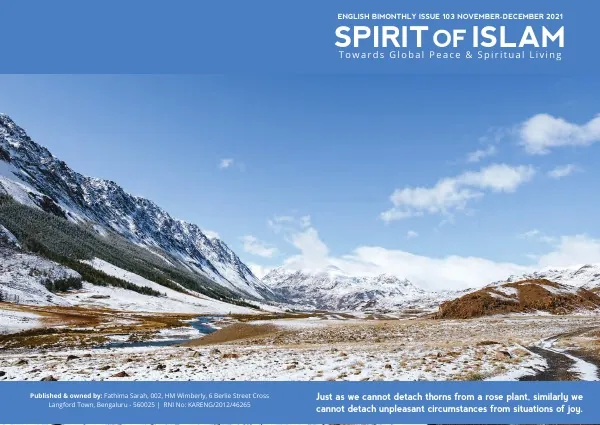 ENGLISH BIMONTHLY ISSUE 103 NOVEMBER-DECEMBER 2021
SPIRIT OF ISLAM
Towards Global Peace & Spiritual Living
Published & owned by: Fathima Sarah, 002, HM Wimberly, 6 Berlie Street Cross
Langford Town, Bengaluru - 560025 | RNI No: KARENG/2012/46265
Just as we cannot detach thorns from a rose plant, similarly we
cannot detach unpleasant circumstances from situations of joy.